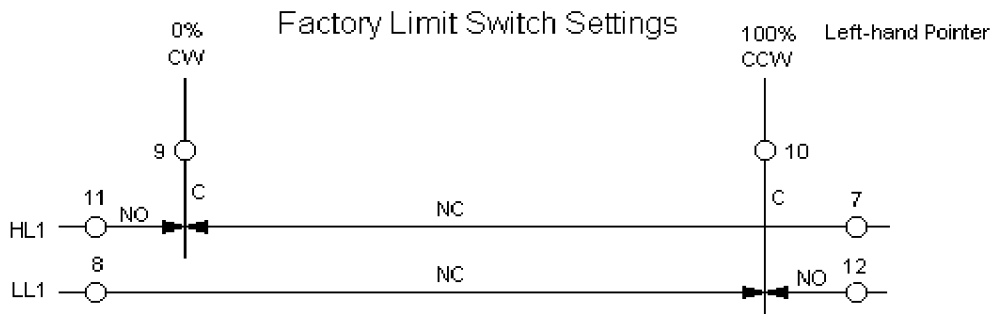 Factory Limit Switch Settings
0%
CW
100%
CCW
Left-hand Pointer
9
10
C
C
11
NO
NC
7
HL1
8
NC
12
NO
LL1